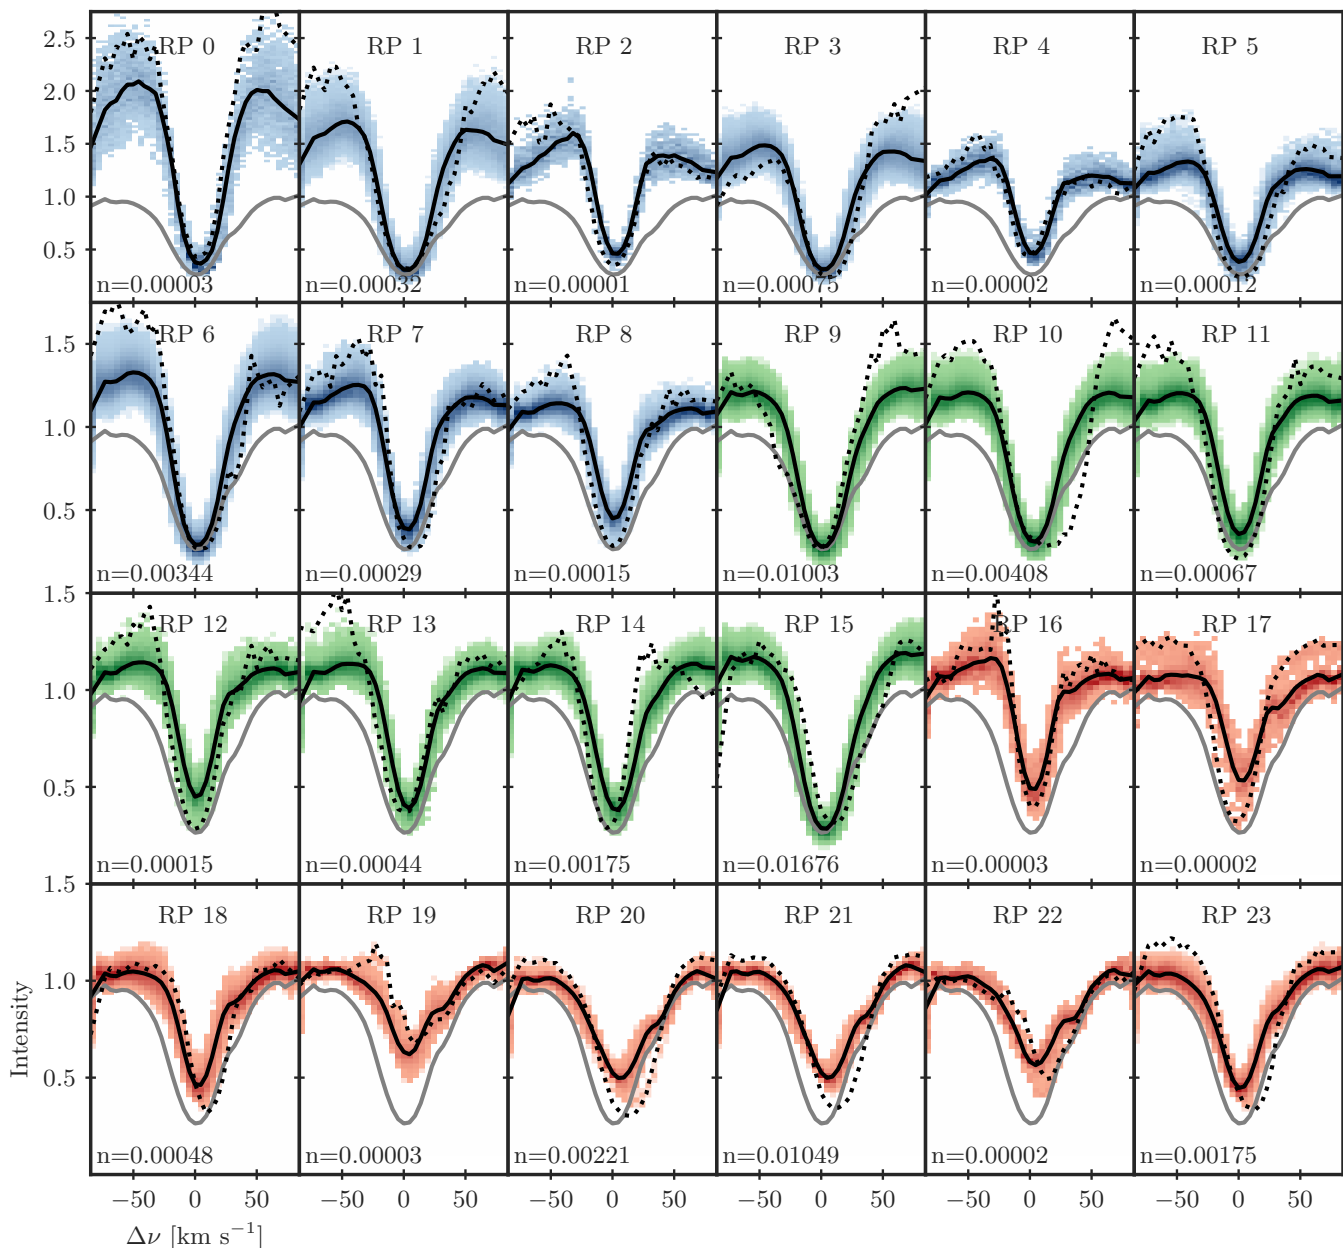 RP 0 RP 1 RP 2 RP 3 RP 4 RP 5
2.5
2.0
1.5
1.0
0.5
n=0.00003 n=0.00032 n=0.00001 n=0.00075 n=0.00002 n=0.00012
RP 6 RP 7 RP 8 RP 9 RP 10 RP 11
1.5
1.0
0.5
n=0.00344 n=0.00029 n=0.00015 n=0.01003 n=0.00408 n=0.00067
1.5
RP 12 RP 13 RP 14 RP 15 RP 16 RP 17
1.0
0.5
n=0.00015 n=0.00044 n=0.00175 n=0.01676 n=0.00003 n=0.00002
1.5
RP 18 RP 19 RP 20 RP 21 RP 22 RP 23
1.0
0.5
Intensity
n=0.00048 n=0.00003 n=0.00221 n=0.01049 n=0.00002 n=0.00175
−50 0 50 −50 0 50 −50 0 50 −50 0 50 −50 0 50 −50 0 50
Δν [km s⁻¹]